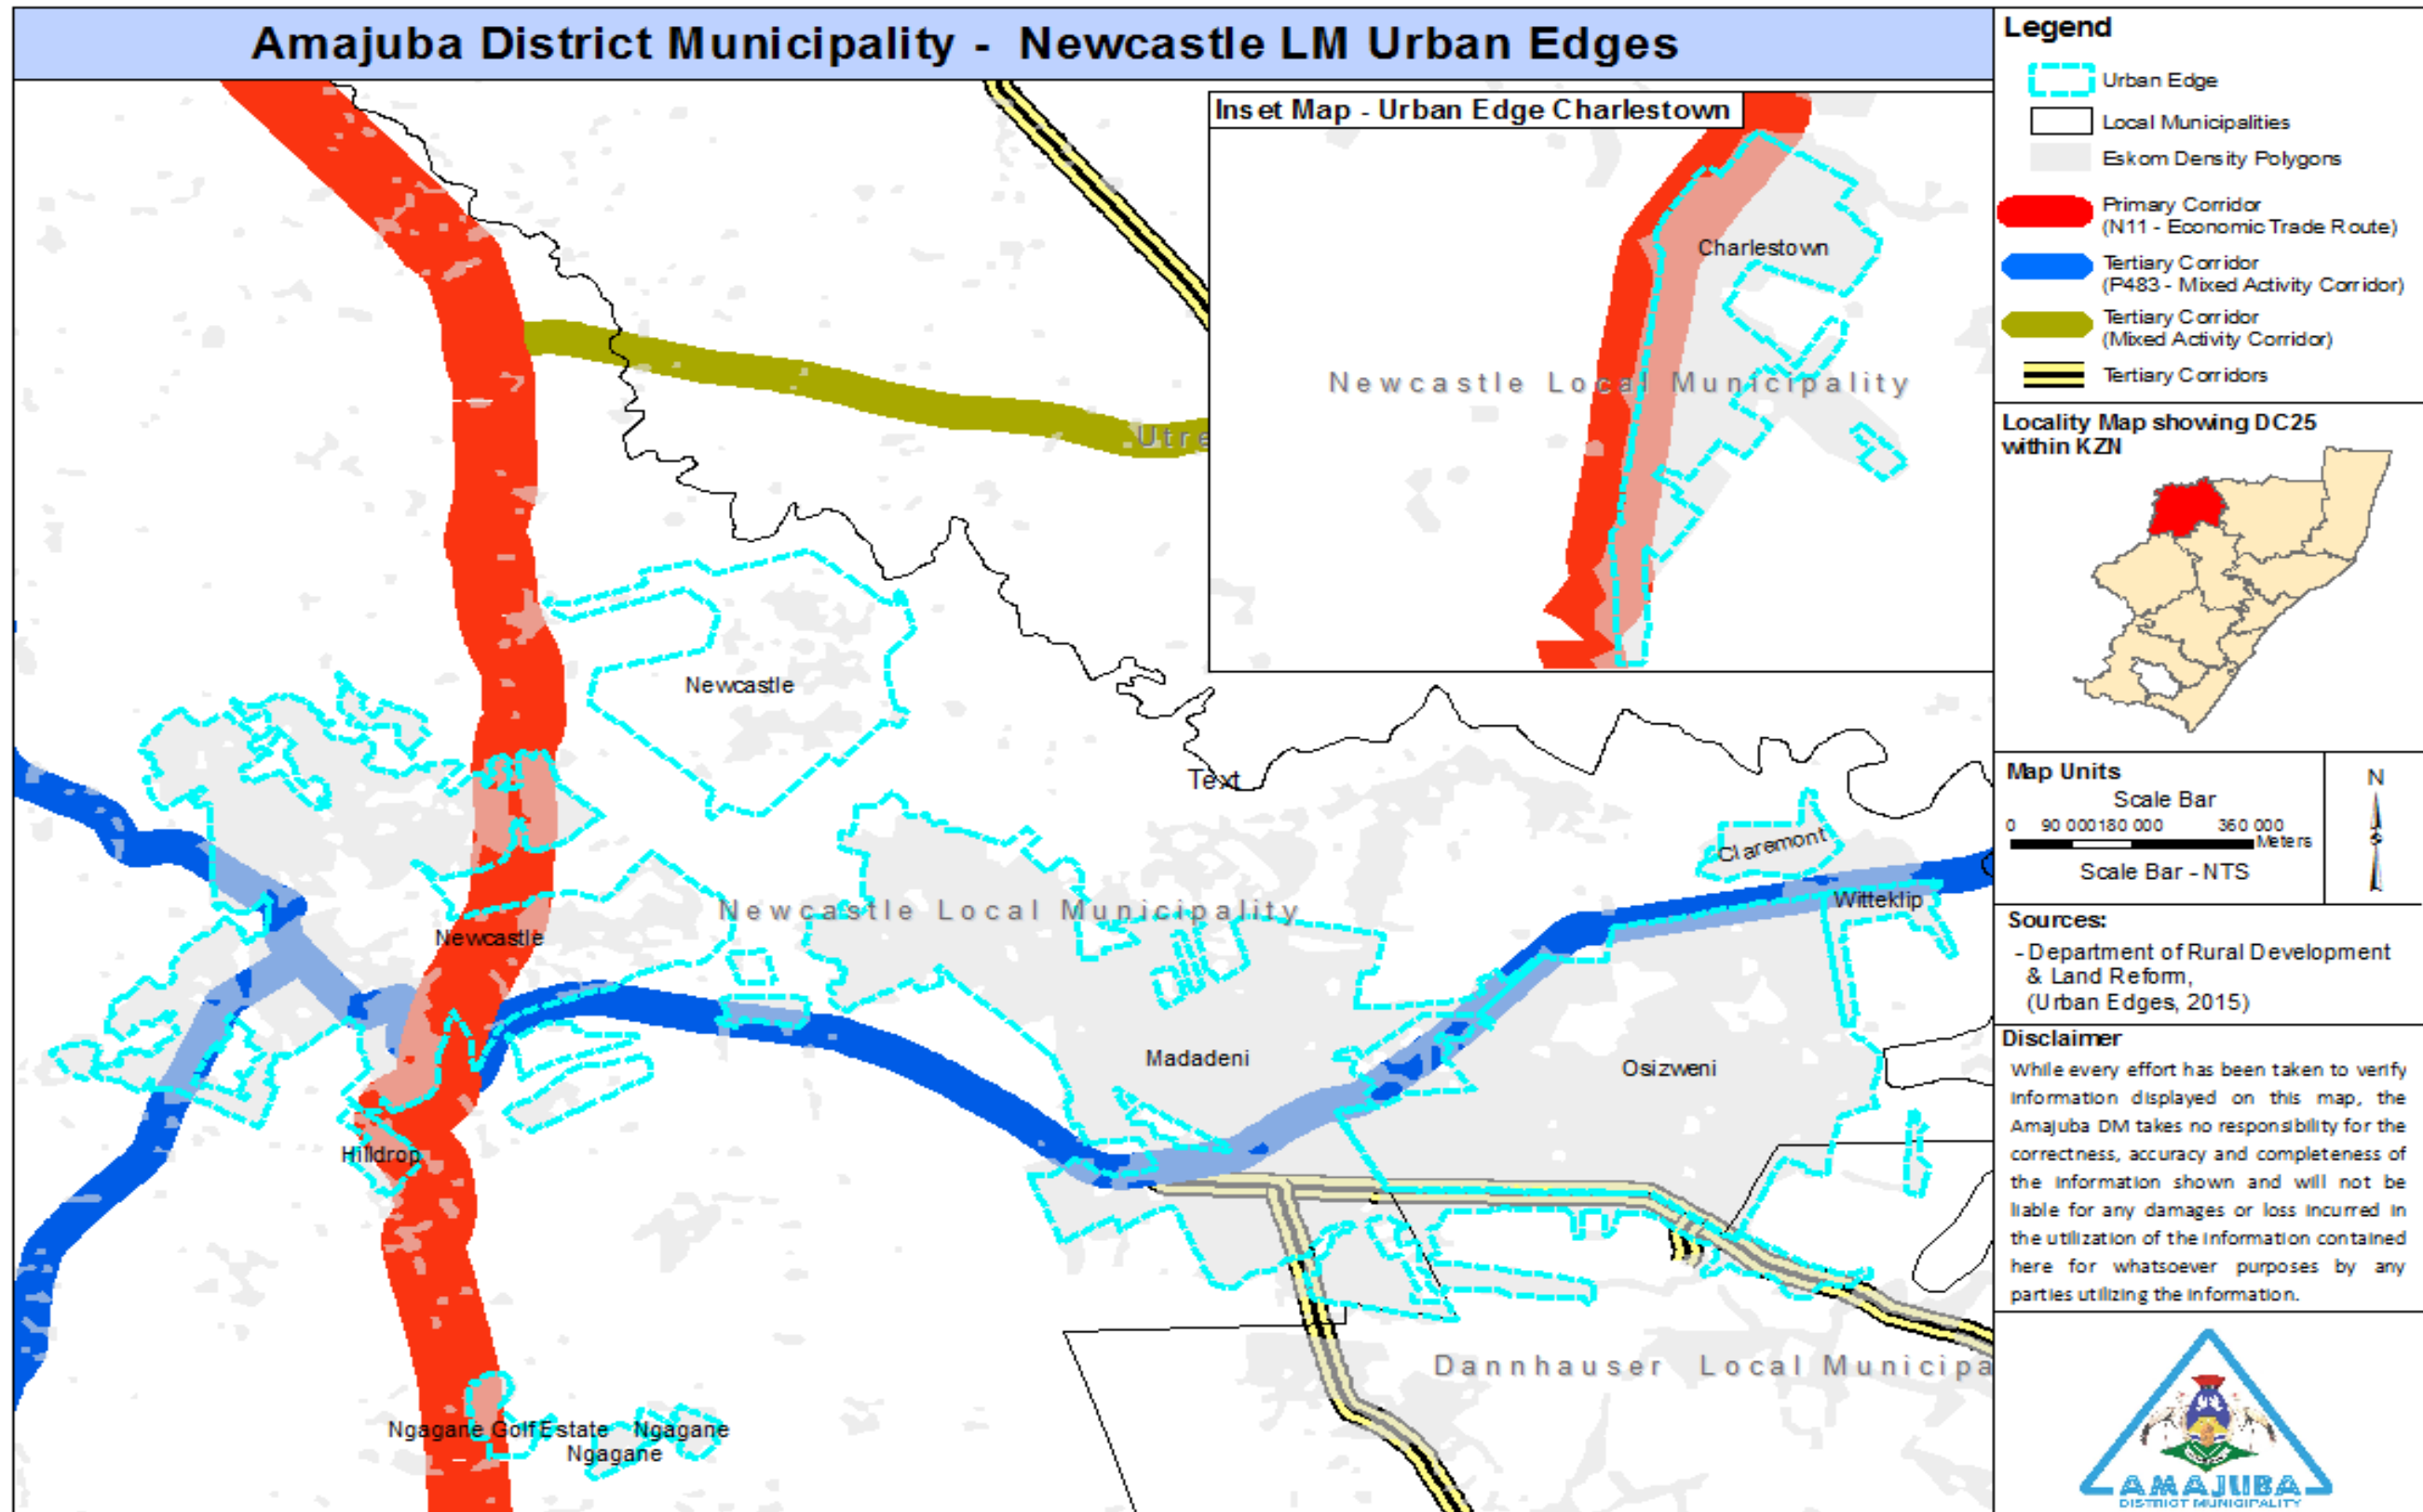 Amajuba District Municipality - Newcastle LM Urban Edges
Inset Map - Urban Edge Charlestown
Charlestown
Newcastle Local Municipality
Utre
Newcastle
Text
Claremont
Newcastle Local Municipality
Witteklip
Newcastle
Madadeni
Osizweni
Hilldrop
Dannhauser Local Municipa
Ngagane Golf Estate
Ngagane
Ngagane
Legend
Urban Edge
Local Municipalities
Eskom Density Polygons
Primary Corridor
(N11 - Economic Trade Route)
Tertiary Corridor
(P483 - Mixed Activity Corridor)
Tertiary Corridor
(Mixed Activity Corridor)
Tertiary Corridors
Locality Map showing DC25
within KZN
Map Units
Scale Bar
0 90 000 180 000 360 000
Meters
Scale Bar - NTS
N
S
Sources:
- Department of Rural Development
& Land Reform,
(Urban Edges, 2015)
Disclaimer
While every effort has been taken to verify
information displayed on this map, the
Amajuba DM takes no responsibility for the
correctness, accuracy and completeness of
the information shown and will not be
liable for any damages or loss incurred in
the utilization of the information contained
here for whatsoever purposes by any
parties utilizing the information.
AMAJUBA
DISTRICT MUNICIPALITY